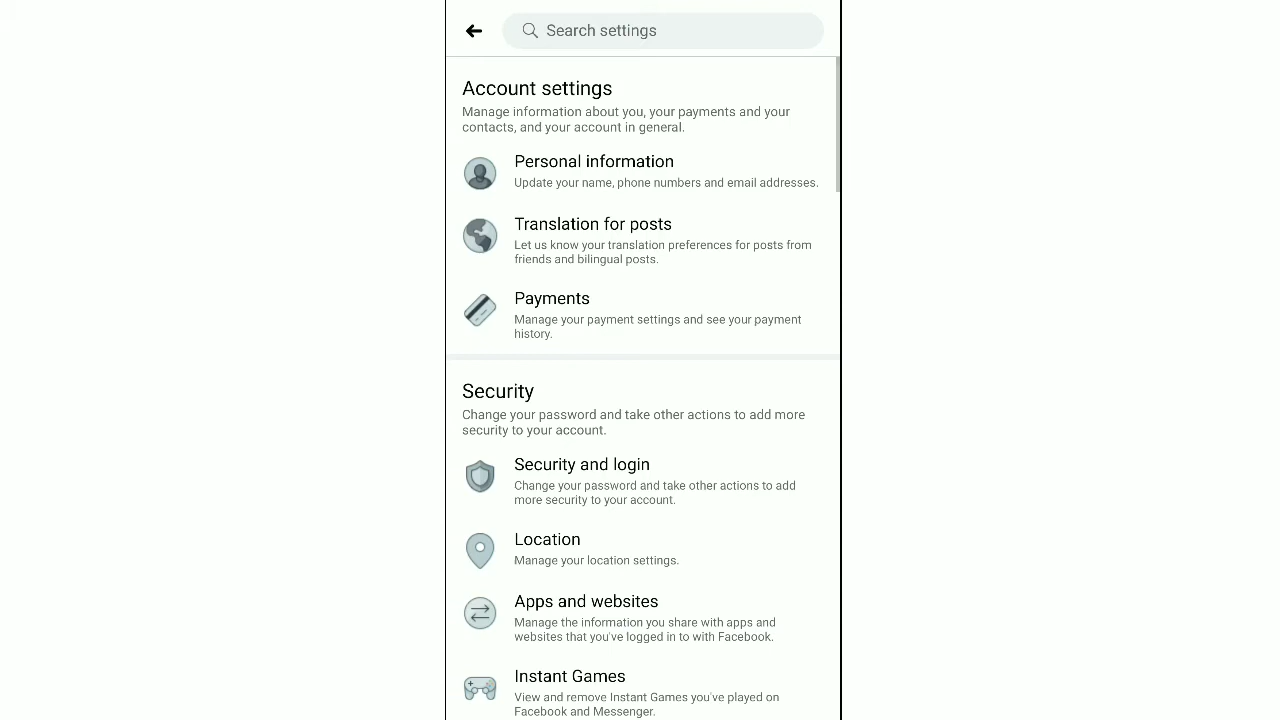 Search settings
Account settings
Manage information about you, your payments and your
contacts, and your account in general.
Personal information
Update your name, phone numbers and email addresses.
Translation for posts
Let us know your translation preferences for posts from
friends and bilingual posts.
Payments
Manage your payment settings and see your payment
history.
Security
Change your password and take other actions to add more
security to your account.
Security and login
Change your password and take other actions to add
more security to your account.
Location
Manage your location settings.
Apps and websites
Manage the information you share with apps and
websites that you've logged in to with Facebook.
Instant Games
View and remove Instant Games you've played on
Facebook and Messenger.